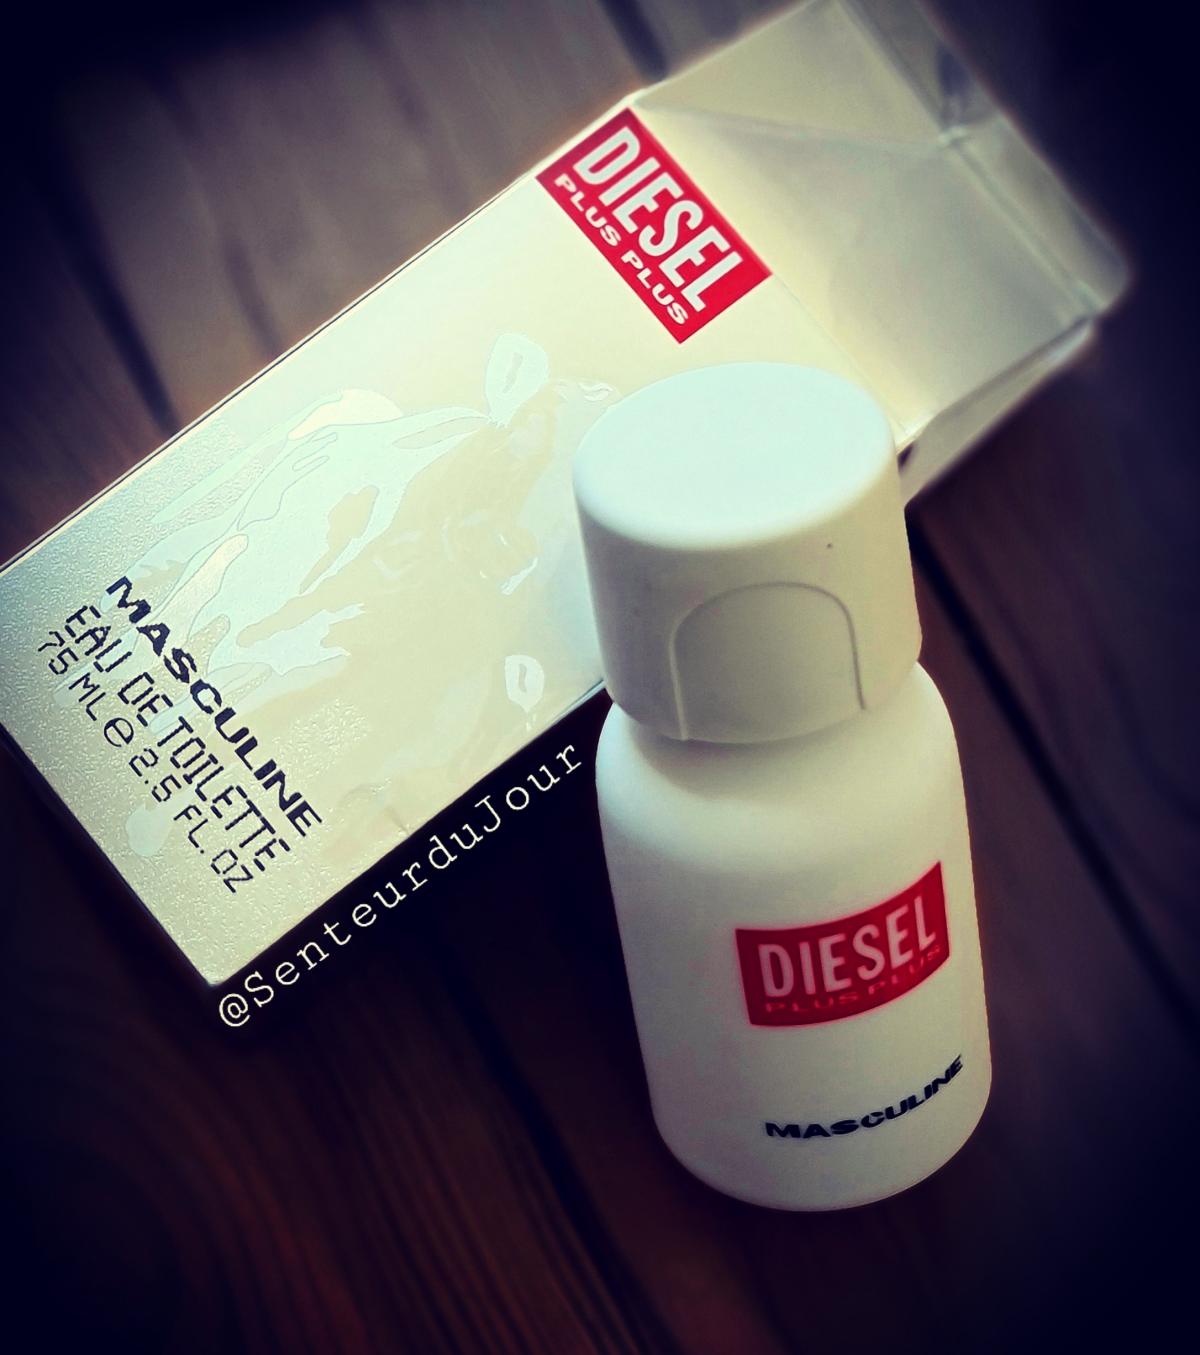 DIESEL
PLUS PLUS
MASCULINE
EAU DE TOILETTE
75 ML e 2.5 FL. OZ
@SenteurduJour
DIESEL
PLUS PLUS
MASCULINE